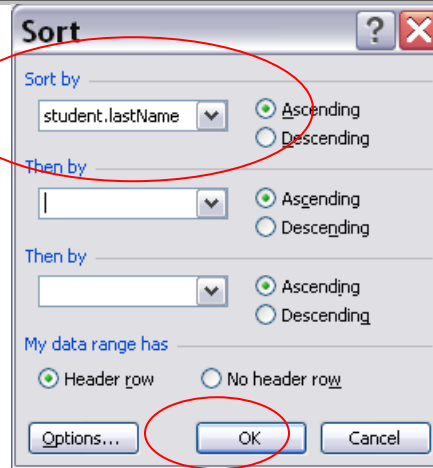 Sort
Sort by
student.lastName
Ascending
Descending
Then by
Ascending
Descending
Then by
Ascending
Descending
My data range has
Header row
No header row
Options...
OK
Cancel